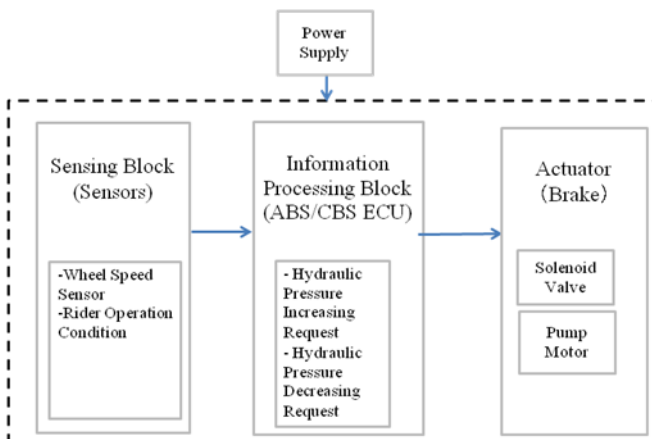 Power
Supply
Sensing Block
(Sensors)
-Wheel Speed
Sensor
-Rider Operation
Condition
Information
Processing Block
(ABS/CBS ECU)
- Hydraulic
Pressure
Increasing
Request
- Hydraulic
Pressure
Decreasing
Request
Actuator
(Brake)
Solenoid
Valve
Pump
Motor